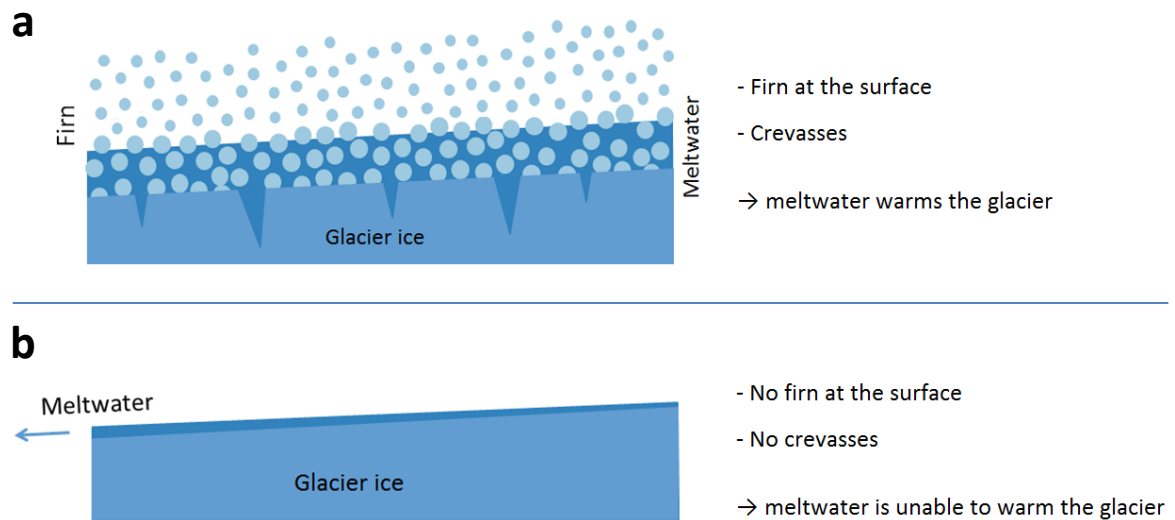 a
Firn
Meltwater
Glacier ice
- Firn at the surface
- Crevasses
→ meltwater warms the glacier
b
Meltwater
Glacier ice
- No firn at the surface
- No crevasses
→ meltwater is unable to warm the glacier